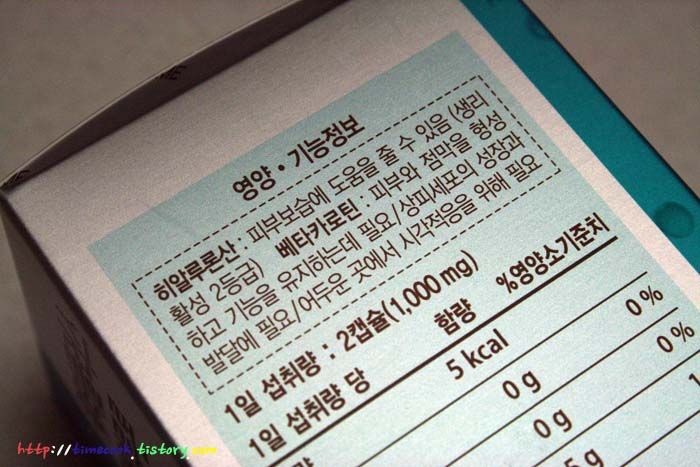 영양 • 기능정보
히알루론산 : 피부보습에 도움을 줄 수 있음 (생리
활성 2등급) 베타카로틴 : 피부와 점막을 형성
하고 기능을 유지하는데 필요/상피세포의 성장과
발달에 필요/어두운 곳에서 시각적응을 위해 필요
1일 섭취량 : 2캡슐(1,000 mg)
1일 섭취량 당 함량 %영양소기준치
5 kcal
0 g 0%
0 g 0%
http://timecook.tistory.com